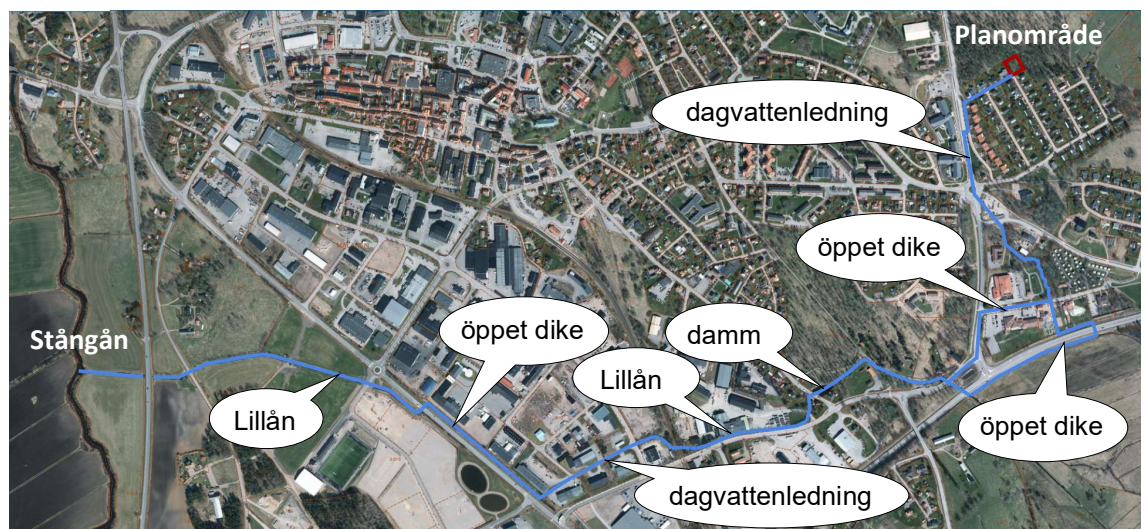 Planområde
dagvattenledning
öppet dike
Stångån
öppet dike
damm
Lillån
Lillån
öppet dike
dagvattenledning